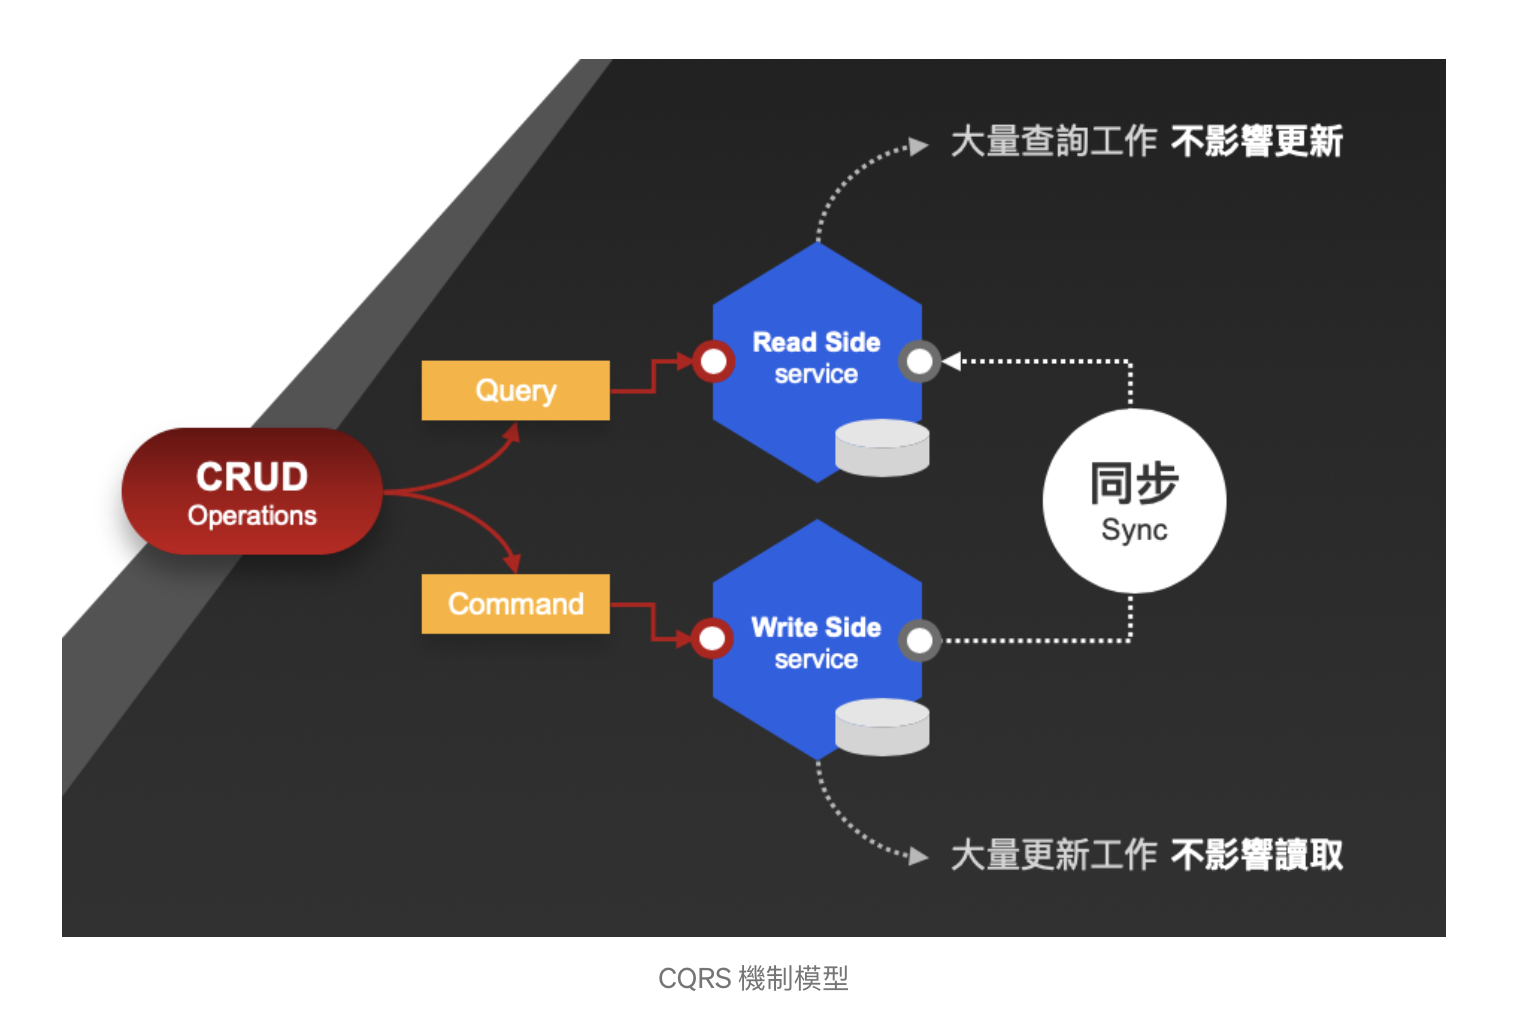 大量查詢工作 不影響更新
Read Side
service
Query
CRUD
Operations
同步
Sync
Command
Write Side
service
大量更新工作 不影響讀取
CQRS 機制模型